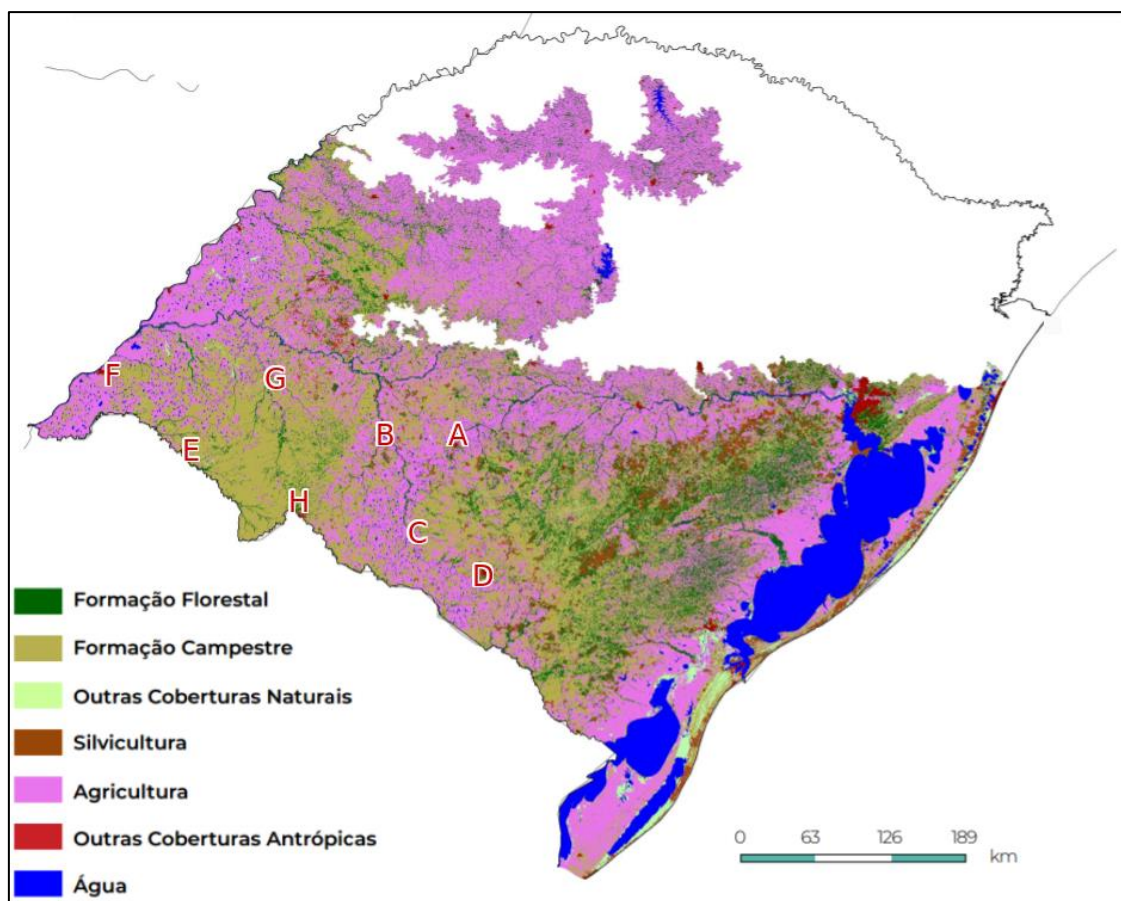 F
G
B
A
E
H
C
D
Formação Florestal
Formação Campestre
Outras Coberturas Naturais
Silvicultura
Agricultura
Outras Coberturas Antrópicas
Água
0 63 126 189
km